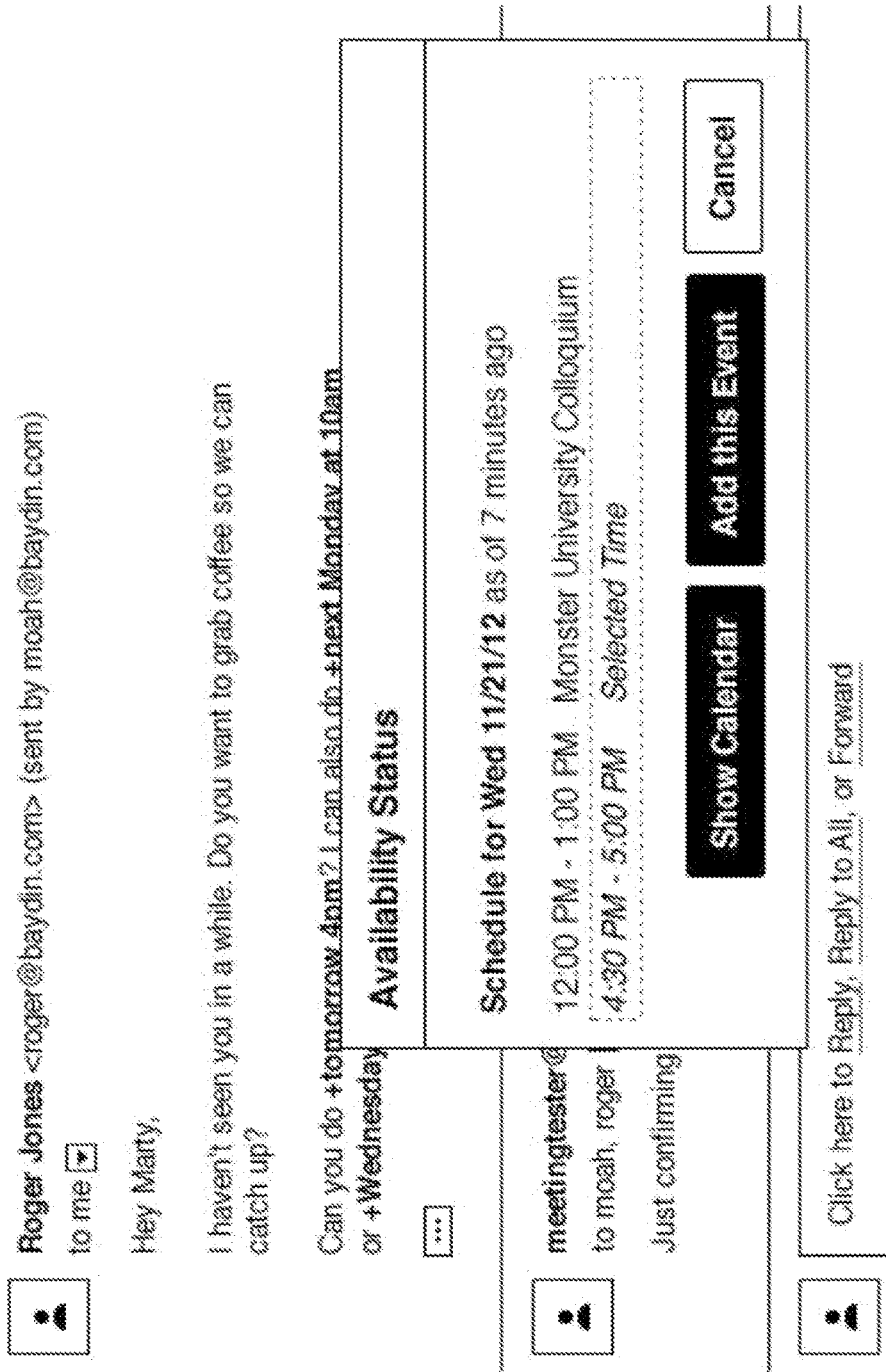 Roger Jones <roger@baydin.com> (sent by moah@baydin.com)
to me
Hey Marty,
I haven't seen you in a while. Do you want to grab coffee so we can
catch up?
Can you do +tomorrow 4pm? I can also do +next Monday at 10am
or +Wednesday
...
Availability Status
Schedule for Wed 11/21/12 as of 7 minutes ago
12:00 PM - 1:00 PM Monster University Colloquium
4:30 PM - 5:00 PM Selected Time
Show Calendar
Add this Event
Cancel
meetingtester@
to moah, roger
Just confirming
Click here to Reply, Reply to All, or Forward